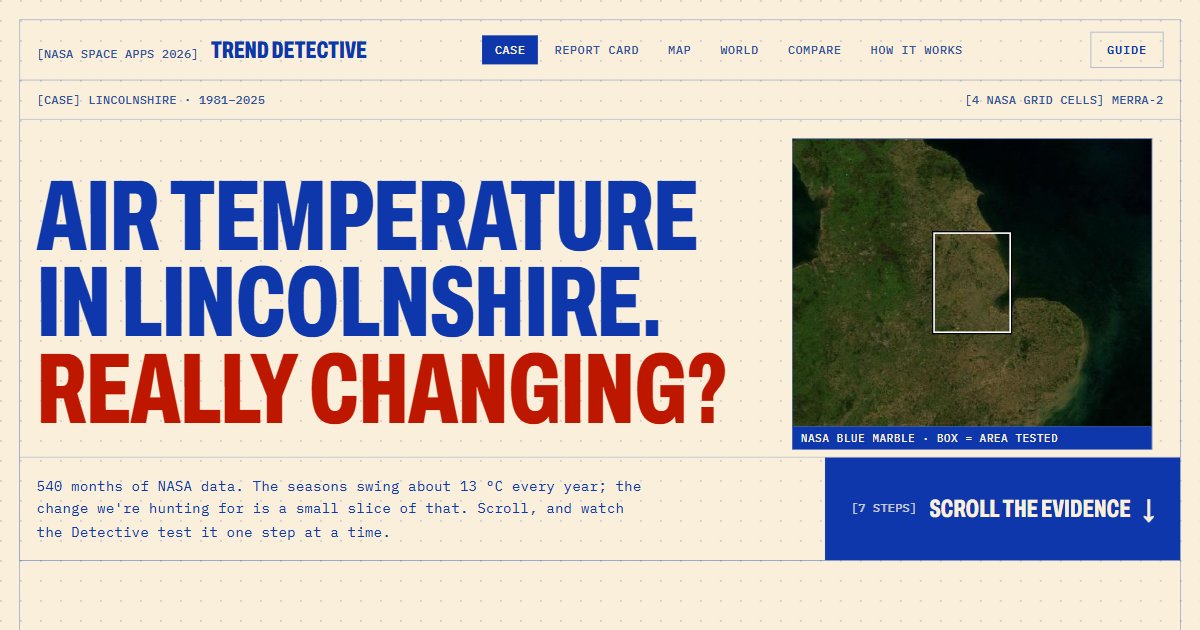 [NASA SPACE APPS 2026] TREND DETECTIVE
CASE REPORT CARD MAP WORLD COMPARE HOW IT WORKS
GUIDE
[CASE] LINCOLNSHIRE · 1981–2025
[4 NASA GRID CELLS] MERRA-2
AIR TEMPERATURE
IN LINCOLNSHIRE.
REALLY CHANGING?
NASA BLUE MARBLE · BOX = AREA TESTED
540 months of NASA data. The seasons swing about 13 °C every year; the
change we're hunting for is a small slice of that. Scroll, and watch
the Detective test it one step at a time.
[7 STEPS] SCROLL THE EVIDENCE ↓